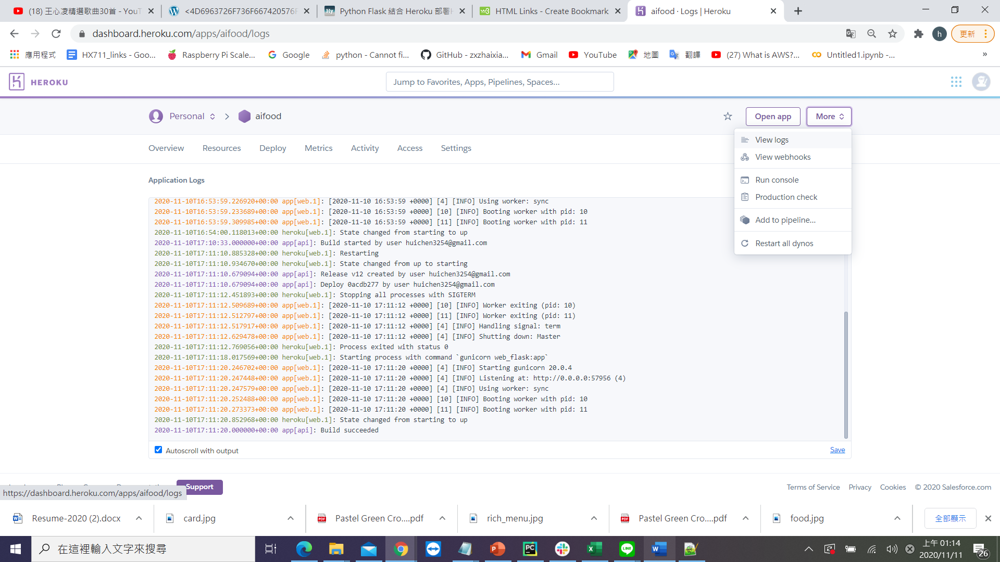 (18) 王心凌精選歌曲30首 - YouT
<4D6963726F736F667420576F
Python Flask 結合 Heroku 部署H
HTML Links - Create Bookmark
aifood · Logs | Heroku
dashboard.heroku.com/apps/aifood/logs
h
更新
應用程式
HX711_links - Goo...
Raspberry Pi Scale...
Google
python - Cannot fi...
GitHub - zxzhaixia...
Gmail
YouTube
地圖
翻譯
(27) What is AWS?...
Untitled1.ipynb -...
»
HEROKU
Jump to Favorites, Apps, Pipelines, Spaces...
Personal
aifood
Open app
More
View logs
View webhooks
Run console
Production check
Add to pipeline...
Restart all dynos
Overview
Resources
Deploy
Metrics
Activity
Access
Settings
Application Logs
2020-11-10T16:53:59.226920+00:00 app[web.1]: [2020-11-10 16:53:59 +0000] [4] [INFO] Using worker: sync
2020-11-10T16:53:59.233689+00:00 app[web.1]: [2020-11-10 16:53:59 +0000] [10] [INFO] Booting worker with pid: 10
2020-11-10T16:53:59.309985+00:00 app[web.1]: [2020-11-10 16:53:59 +0000] [11] [INFO] Booting worker with pid: 11
2020-11-10T16:54:00.118013+00:00 heroku[web.1]: State changed from starting to up
2020-11-10T17:10:33.000000+00:00 app[api]: Build started by user huichen3254@gmail.com
2020-11-10T17:11:10.885328+00:00 heroku[web.1]: Restarting
2020-11-10T17:11:10.934670+00:00 heroku[web.1]: State changed from up to starting
2020-11-10T17:11:10.679094+00:00 app[api]: Release v12 created by user huichen3254@gmail.com
2020-11-10T17:11:10.679094+00:00 app[api]: Deploy 0acdb277 by user huichen3254@gmail.com
2020-11-10T17:11:12.451893+00:00 heroku[web.1]: Stopping all processes with SIGTERM
2020-11-10T17:11:12.509689+00:00 app[web.1]: [2020-11-10 17:11:12 +0000] [10] [INFO] Worker exiting (pid: 10)
2020-11-10T17:11:12.512797+00:00 app[web.1]: [2020-11-10 17:11:12 +0000] [11] [INFO] Worker exiting (pid: 11)
2020-11-10T17:11:12.517917+00:00 app[web.1]: [2020-11-10 17:11:12 +0000] [4] [INFO] Handling signal: term
2020-11-10T17:11:12.629478+00:00 app[web.1]: [2020-11-10 17:11:12 +0000] [4] [INFO] Shutting down: Master
2020-11-10T17:11:12.769056+00:00 heroku[web.1]: Process exited with status 0
2020-11-10T17:11:18.017569+00:00 heroku[web.1]: Starting process with command `gunicorn web_flask:app`
2020-11-10T17:11:20.246702+00:00 app[web.1]: [2020-11-10 17:11:20 +0000] [4] [INFO] Starting gunicorn 20.0.4
2020-11-10T17:11:20.247448+00:00 app[web.1]: [2020-11-10 17:11:20 +0000] [4] [INFO] Listening at: http://0.0.0.0:57956 (4)
2020-11-10T17:11:20.247579+00:00 app[web.1]: [2020-11-10 17:11:20 +0000] [4] [INFO] Using worker: sync
2020-11-10T17:11:20.252488+00:00 app[web.1]: [2020-11-10 17:11:20 +0000] [10] [INFO] Booting worker with pid: 10
2020-11-10T17:11:20.273373+00:00 app[web.1]: [2020-11-10 17:11:20 +0000] [11] [INFO] Booting worker with pid: 11
2020-11-10T17:11:20.852968+00:00 heroku[web.1]: State changed from starting to up
2020-11-10T17:11:20.000000+00:00 app[api]: Build succeeded
Autoscroll with output
Save
Support
https://dashboard.heroku.com/apps/aifood/logs
Terms of Service
Privacy
Cookies
© 2020 Salesforce.com
Resume-2020 (2).docx
card.jpg
Pastel Green Cro....pdf
rich_menu.jpg
Pastel Green Cro....pdf
food.jpg
全部顯示
在這裡輸入文字來搜尋
上午 01:14
2020/11/11
26